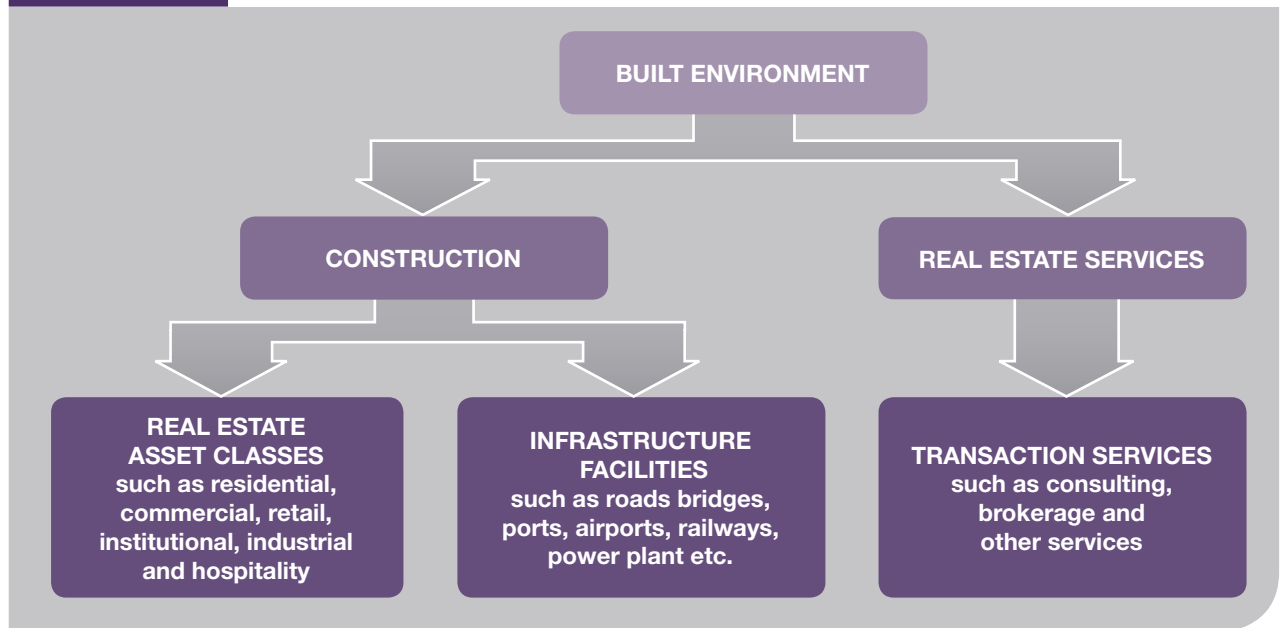 BUILT ENVIRONMENT
CONSTRUCTION
REAL ESTATE SERVICES
REAL ESTATE
ASSET CLASSES
such as residential,
commercial, retail,
institutional, industrial
and hospitality
INFRASTRUCTURE
FACILITIES
such as roads bridges,
ports, airports, railways,
power plant etc.
TRANSACTION SERVICES
such as consulting,
brokerage and
other services